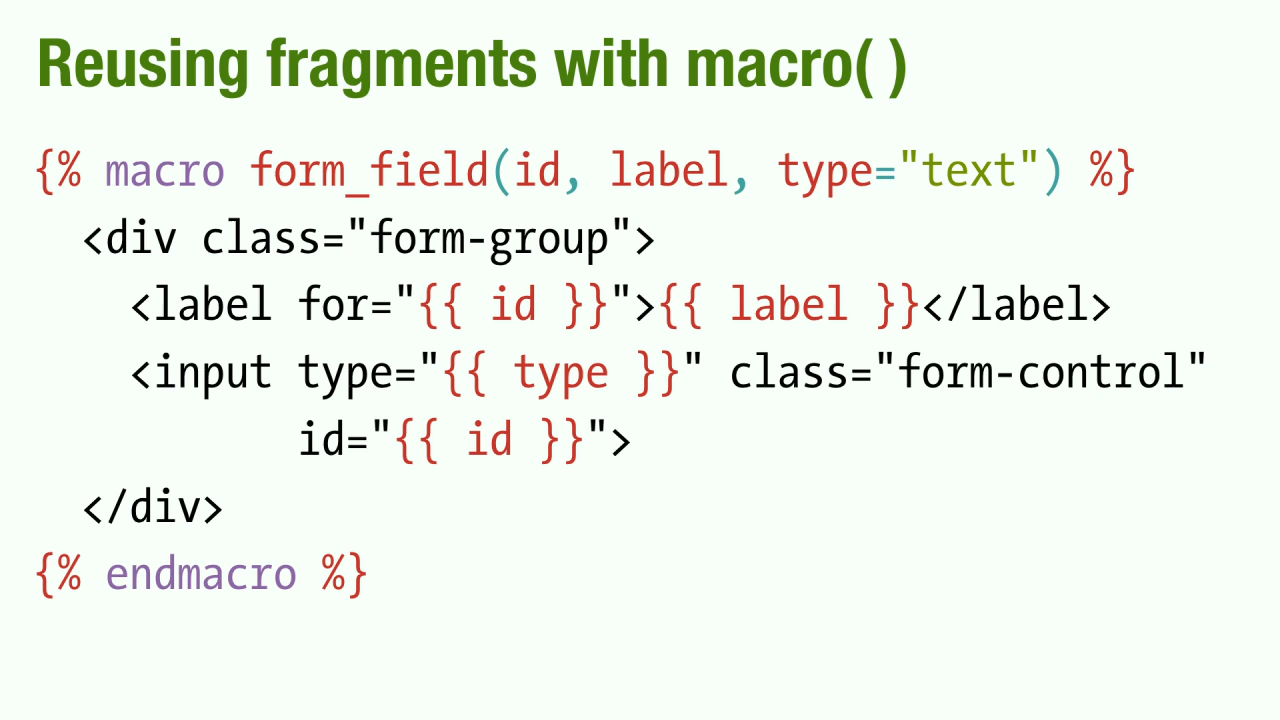 Reusing fragments with macro( )
{% macro form_field(id, label, type="text") %}
  <div class="form-group">
    <label for="{{ id }}">{{ label }}</label>
    <input type="{{ type }}" class="form-control"
           id="{{ id }}">
  </div>
{% endmacro %}